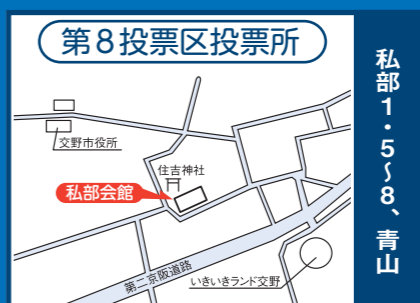 第8投票区投票所
私部1・5~8、青山
交野市役所
住吉神社
私部会館
第二京阪道路
いきいきランド交野